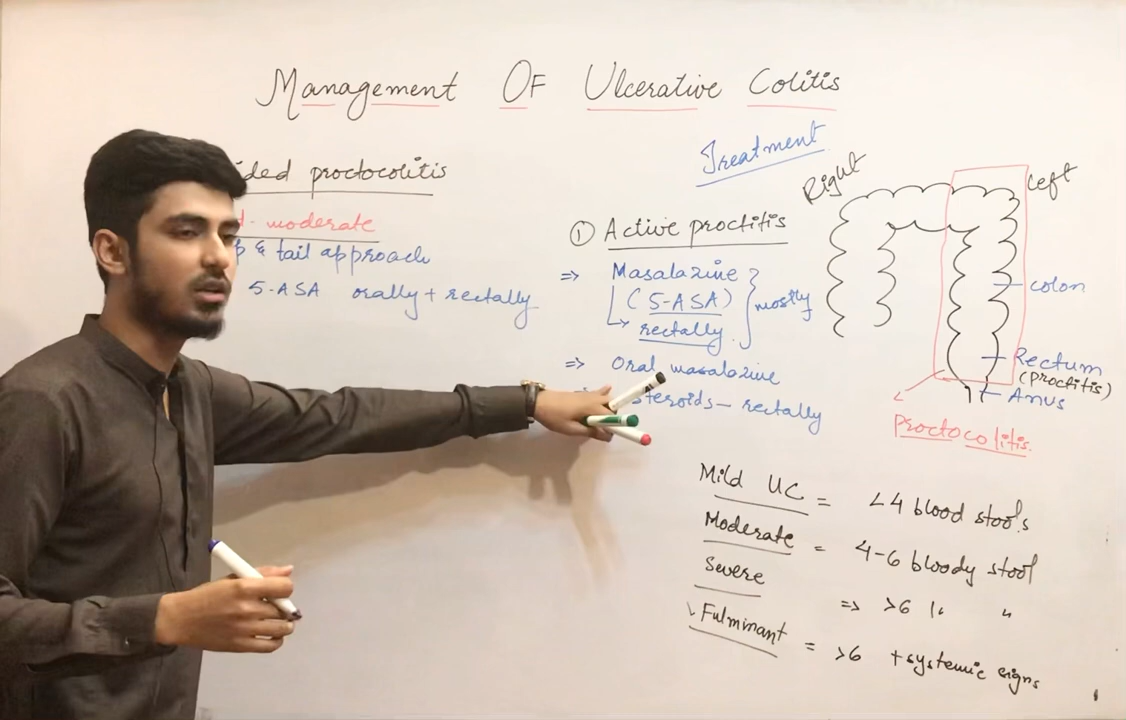 Management OF Ulcerative Colitis
ided proctocolitis
moderate
& tail approach
5-ASA orally + rectally
Treatment
① Active proctitis
=> Masalazine
(5-ASA)
rectally
mostly
=> Oral masalazine
steroids - rectally
Right
Left
colon
Rectum
(proctitis)
Anus
Proctocolitis
Mild UC = <4 blood stools
Moderate = 4-6 bloody stool
Severe => >6 " "
Fulminant = >6 + systemic signs